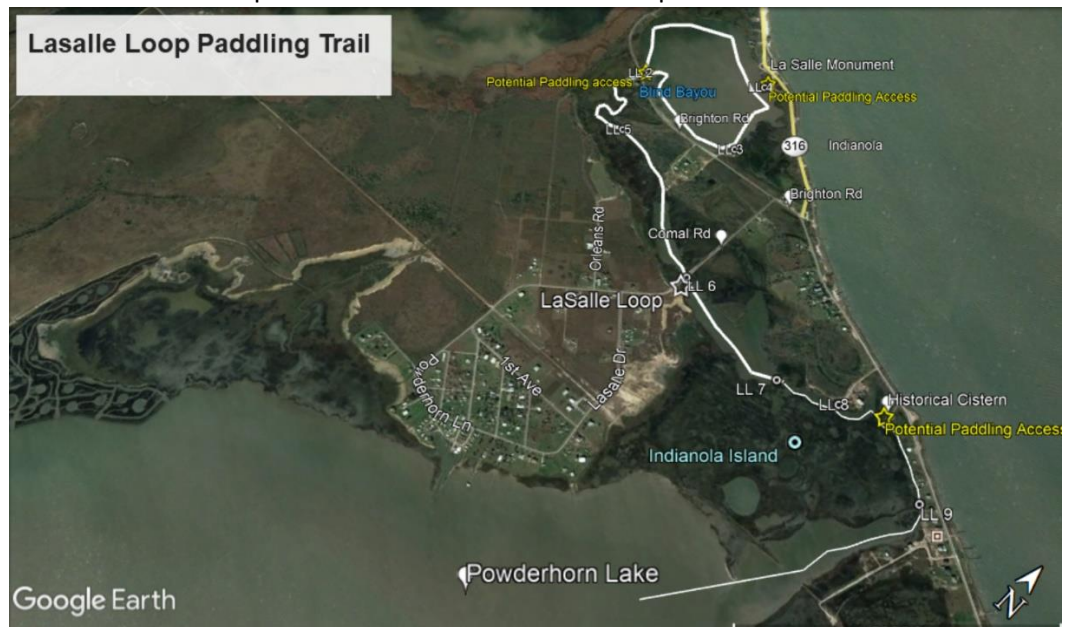 Lasalle Loop Paddling Trail
La Salle Monument
LL 2
Potential Paddling access
Blind Bayou
LLc4
Potential Paddling Access
Brighton Rd
LLc5
LLc3
316
Indianola
Brighton Rd
Orleans Rd
Comal Rd
LL 6
LaSalle Loop
Powderhorn Ln
1st Ave
Lasalle Dr
LL 7
LLc8
Historical Cistern
Potential Paddling Access
Indianola Island
LL 9
Powderhorn Lake
Google Earth
N